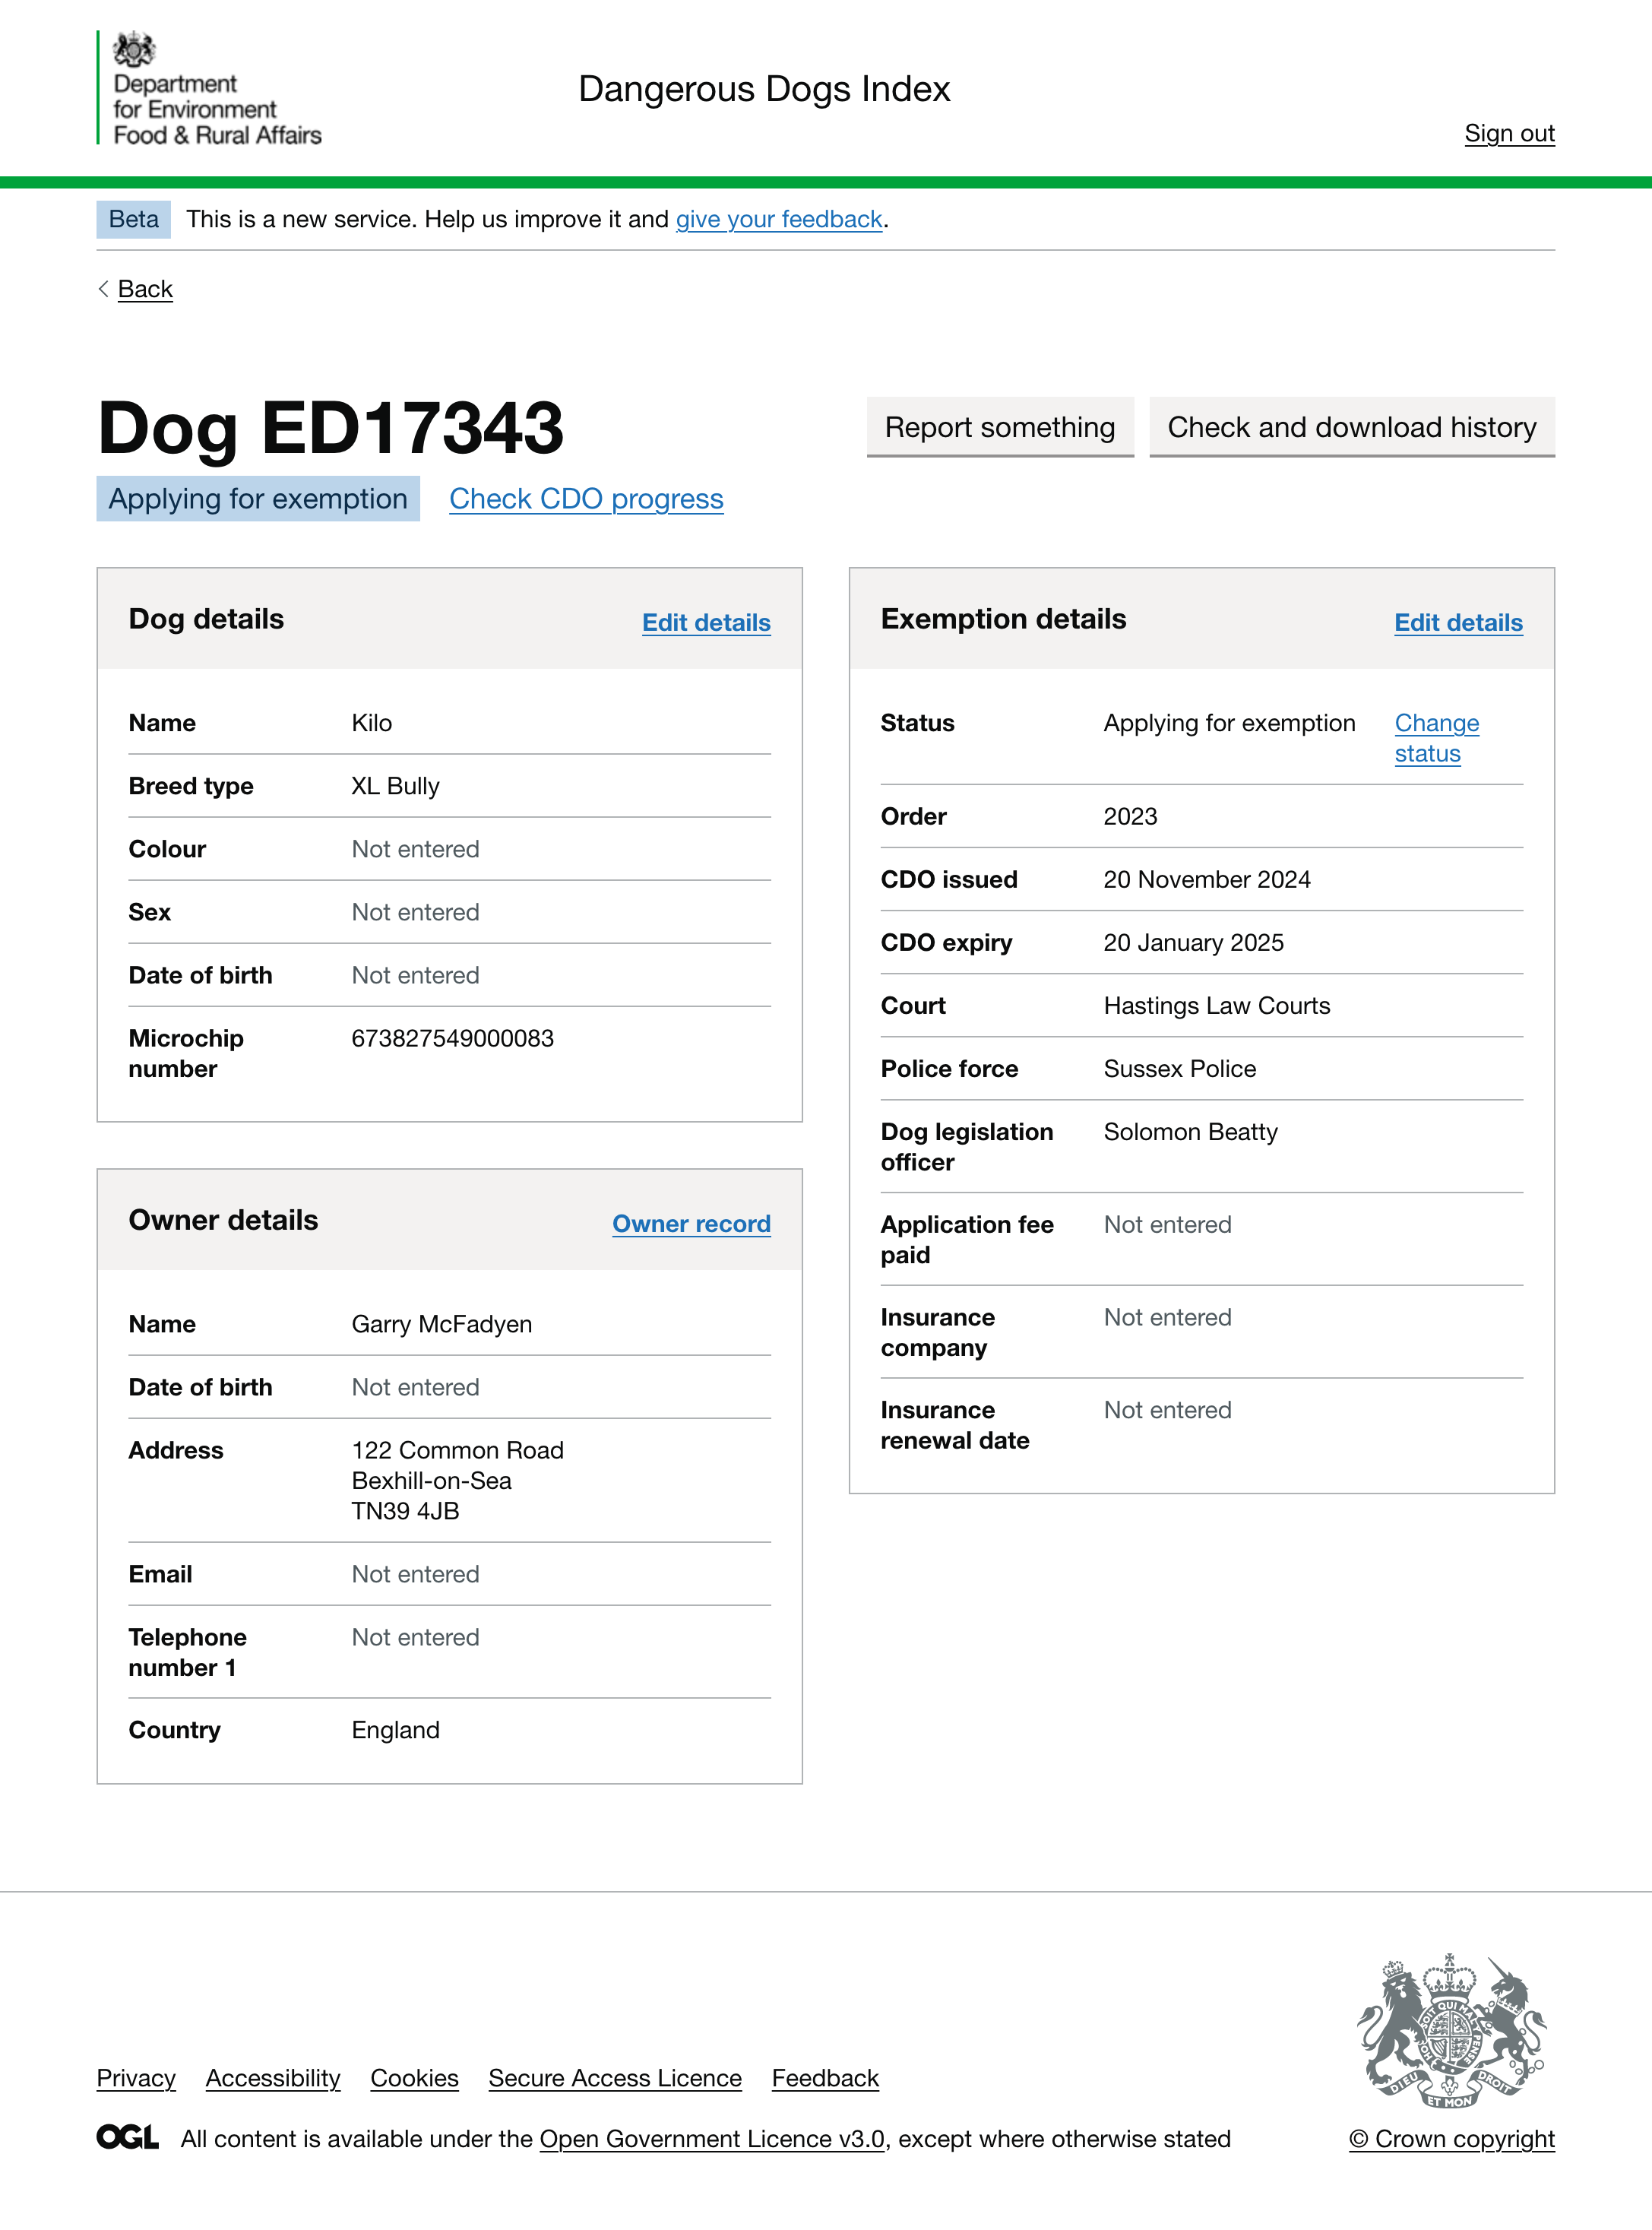 Department
for Environment
Food & Rural Affairs
Dangerous Dogs Index
Sign out
Beta This is a new service. Help us improve it and give your feedback.
Back
Dog ED17343
Report something
Check and download history
Applying for exemption
Check CDO progress
Dog details
Edit details
Name Kilo
Breed type XL Bully
Colour Not entered
Sex Not entered
Date of birth Not entered
Microchip number 673827549000083
Owner details
Owner record
Name Garry McFadyen
Date of birth Not entered
Address 122 Common Road
Bexhill-on-Sea
TN39 4JB
Email Not entered
Telephone number 1 Not entered
Country England
Exemption details
Edit details
Status Applying for exemption Change status
Order 2023
CDO issued 20 November 2024
CDO expiry 20 January 2025
Court Hastings Law Courts
Police force Sussex Police
Dog legislation officer Solomon Beatty
Application fee paid Not entered
Insurance company Not entered
Insurance renewal date Not entered
Privacy Accessibility Cookies Secure Access Licence Feedback
OGL All content is available under the Open Government Licence v3.0, except where otherwise stated
DIEU ET MON DROIT
© Crown copyright